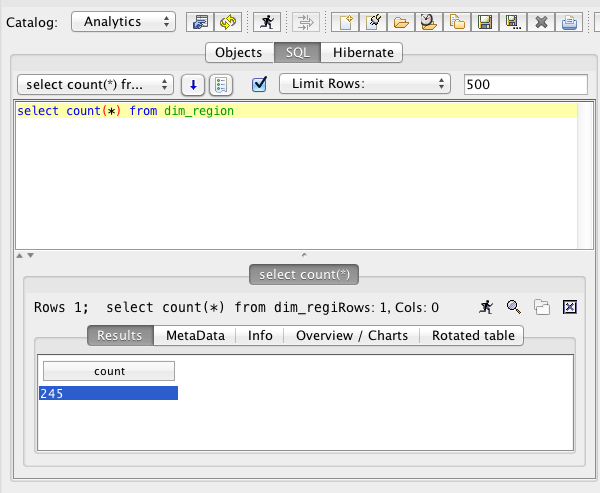 Catalog: Analytics
Objects SQL Hibernate
select count(*) fr... Limit Rows: 500
select count(*) from dim_region
select count(*)
Rows 1; select count(*) from dim_regiRows: 1, Cols: 0
Results MetaData Info Overview / Charts Rotated table
count
245